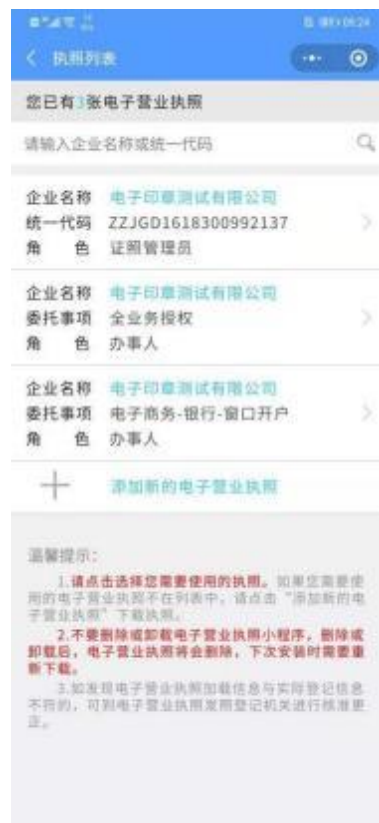 执照列表
您已有3张电子营业执照
请输入企业名称或统一代码
企业名称 电子印章测试有限公司
统一代码 ZZJGD1618300992137
角 色 证照管理员
企业名称 电子印章测试有限公司
委托事项 全业务授权
角 色 办事人
企业名称 电子印章测试有限公司
委托事项 电子商务-银行-窗口开户
角 色 办事人
添加新的电子营业执照
温馨提示:
1.请点击选择您需要使用的执照。如果您需要使
用的电子营业执照不在列表中，请点击“添加新的电
子营业执照”下载执照。
2.不要删除或卸载电子营业执照小程序，删除或
卸载后，电子营业执照将会删除，下次安装时需要重
新下载。
3.如发现电子营业执照加载信息与实际登记信息
不符的，可到电子营业执照发照登记机关进行核准更
正。